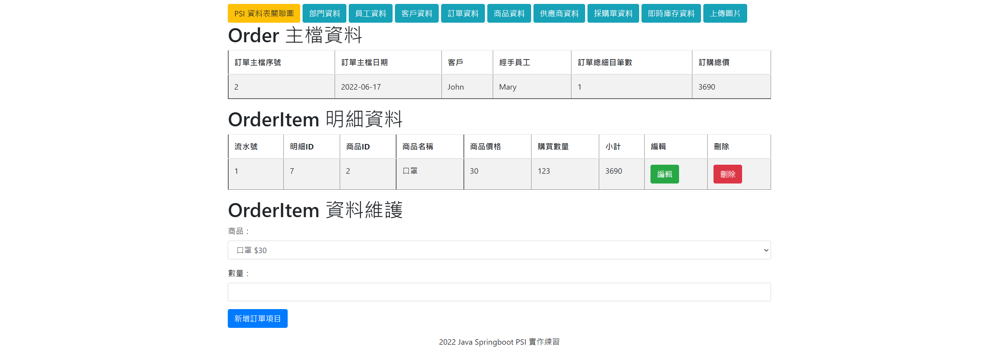 PSI 資料表關聯圖 部門資料 員工資料 客戶資料 訂單資料 商品資料 供應商資料 採購單資料 即時庫存資料 上傳圖片
Order 主檔資料
訂單主檔序號 訂單主檔日期 客戶 經手員工 訂單總細目筆數 訂購總價
2 2022-06-17 John Mary 1 3690
OrderItem 明細資料
流水號 明細ID 商品ID 商品名稱 商品價格 購買數量 小計 編輯 刪除
1 7 2 口罩 30 123 3690 編輯 刪除
OrderItem 資料維護
商品：
口罩 $30
數量：
新增訂單項目
2022 Java Springboot PSI 實作練習